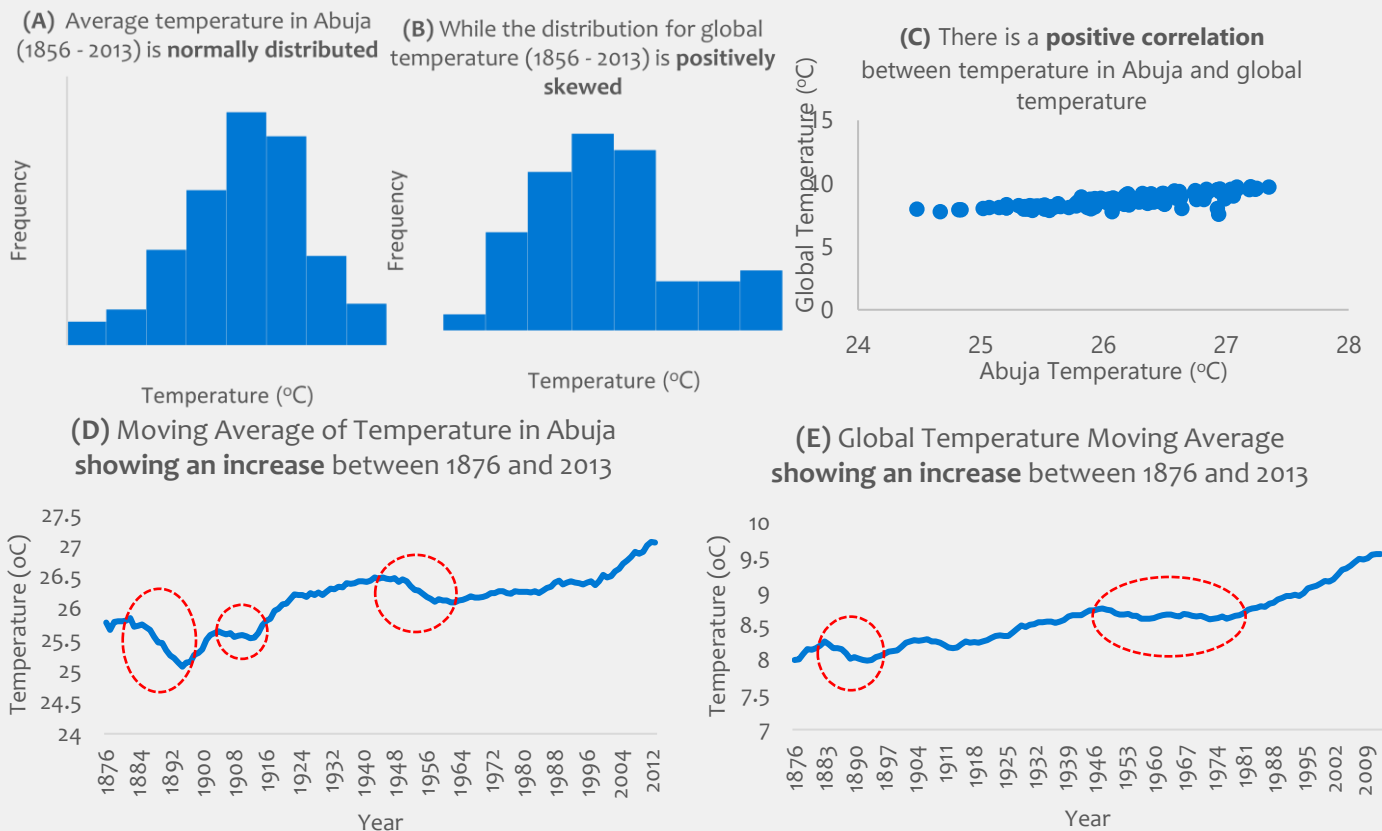 (A) Average temperature in Abuja
(1856 - 2013) is normally distributed
Frequency
Temperature (ºC)
(B) While the distribution for global
temperature (1856 - 2013) is positively
skewed
Frequency
Temperature (ºC)
(C) There is a positive correlation
between temperature in Abuja and global
temperature
Global Temperature (ºC)
15
10
5
0
24 25 26 27 28
Abuja Temperature (ºC)
(D) Moving Average of Temperature in Abuja
showing an increase between 1876 and 2013
Temperature (oC)
27.5
27
26.5
26
25.5
25
24.5
24
1876 1884 1892 1900 1908 1916 1924 1932 1940 1948 1956 1964 1972 1980 1988 1996 2004 2012
Year
(E) Global Temperature Moving Average
showing an increase between 1876 and 2013
Temperature (oC)
10
9.5
9
8.5
8
7.5
7
1876 1883 1890 1897 1904 1911 1918 1925 1932 1939 1946 1953 1960 1967 1974 1981 1988 1995 2002 2009
Year